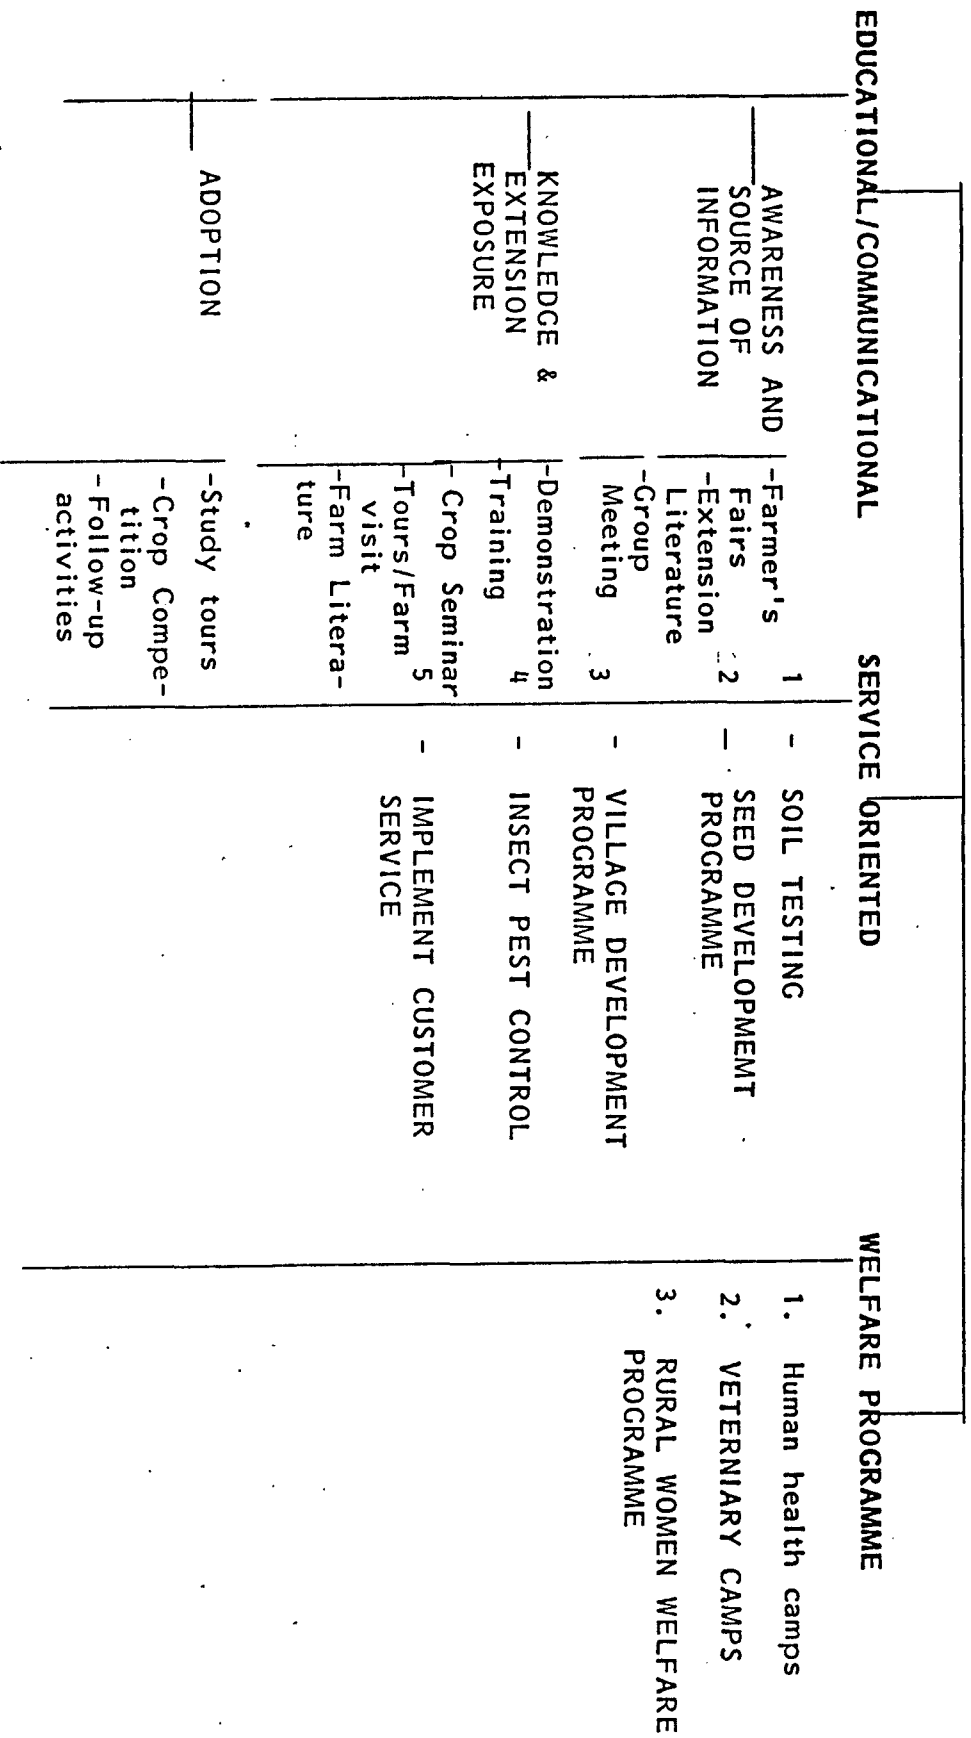 EDUCATIONAL/COMMUNICATIONAL
AWARENESS AND
SOURCE OF
INFORMATION
-Farmer's
Fairs
-Extension
Literature
-Group
Meeting
KNOWLEDGE &
EXTENSION
EXPOSURE
-Demonstration
-Training
-Crop Seminar
-Tours/Farm
visit
-Farm Litera-
ture
ADOPTION
-Study tours
-Crop Compe-
tition
-Follow-up
activities
SERVICE ORIENTED
1 - SOIL TESTING
2 - SEED DEVELOPMEMT
PROGRAMME
3 - VILLAGE DEVELOPMENT
PROGRAMME
4 - INSECT PEST CONTROL
5 - IMPLEMENT CUSTOMER
SERVICE
WELFARE PROGRAMME
1. Human health camps
2. VETERNIARY CAMPS
3. RURAL WOMEN WELFARE
PROGRAMME